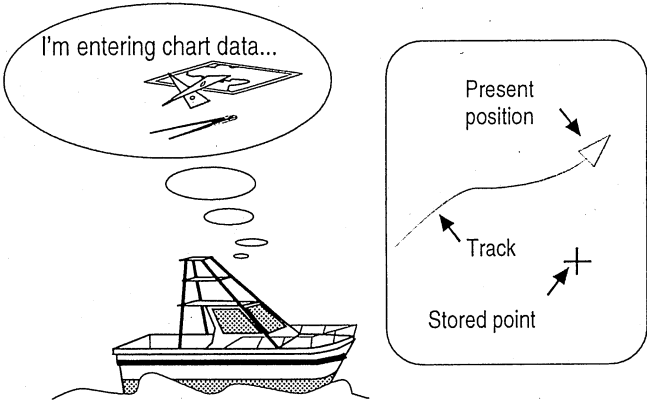 I'm entering chart data...
Present
position
Track
Stored point